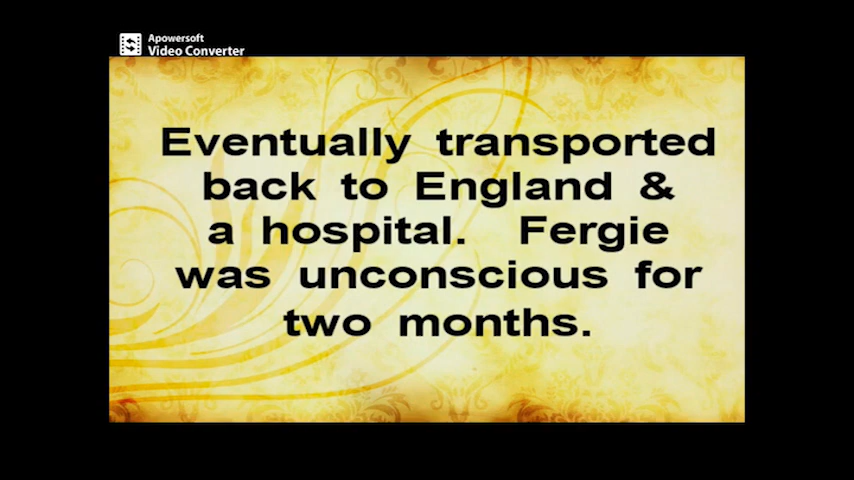 Apowersoft
Video Converter
Eventually transported
back to England &
a hospital. Fergie
was unconscious for
two months.